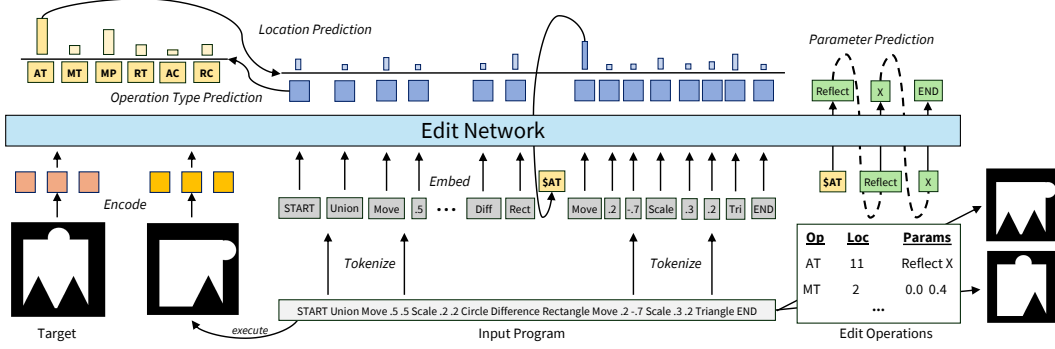 Location Prediction
Parameter Prediction
AT MT MP RT AC RC
Operation Type Prediction
Reflect X END
Edit Network
Encode
Embed
$AT
$AT Reflect X
START Union Move .5 ... Diff Rect Move .2 -.7 Scale .3 .2 Tri END
Tokenize Tokenize
Op Loc Params
AT 11 Reflect X
MT 2 0.0 0.4
...
START Union Move .5 .5 Scale .2 .2 Circle Difference Rectangle Move .2 -.7 Scale .3 .2 Triangle END
Target execute Input Program Edit Operations